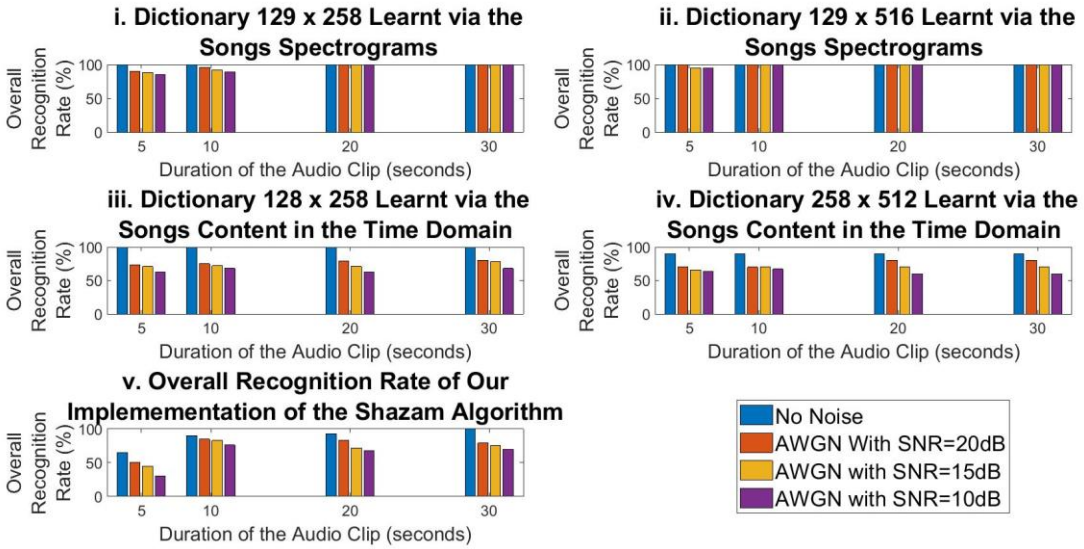 i. Dictionary 129 x 258 Learnt via the
Songs Spectrograms
Overall
Recognition
Rate (%)
100
50
0
5
10
20
30
Duration of the Audio Clip (seconds)
ii. Dictionary 129 x 516 Learnt via the
Songs Spectrograms
Overall
Recognition
Rate (%)
100
50
0
5
10
20
30
Duration of the Audio Clip (seconds)
iii. Dictionary 128 x 258 Learnt via the
Songs Content in the Time Domain
Overall
Recognition
Rate (%)
100
50
0
5
10
20
30
Duration of the Audio Clip (seconds)
iv. Dictionary 258 x 512 Learnt via the
Songs Content in the Time Domain
Overall
Recognition
Rate (%)
100
50
0
5
10
20
30
Duration of the Audio Clip (seconds)
v. Overall Recognition Rate of Our
Implemementation of the Shazam Algorithm
Overall
Recognition
Rate (%)
100
50
0
5
10
20
30
Duration of the Audio Clip (seconds)
No Noise
AWGN With SNR=20dB
AWGN with SNR=15dB
AWGN with SNR=10dB